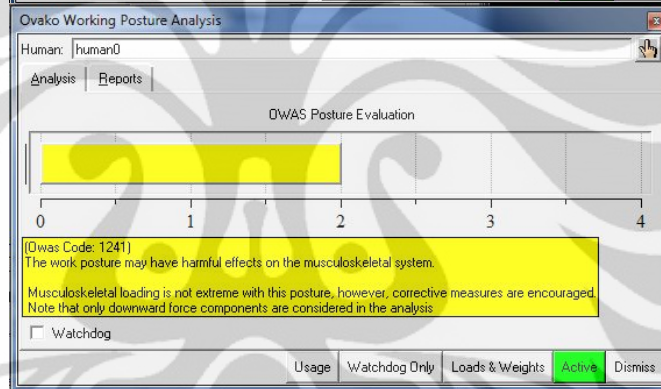 Ovako Working Posture Analysis
Human: human0
Analysis Reports
OWAS Posture Evaluation
0 1 2 3 4
(Owas Code: 1241)
The work posture may have harmful effects on the musculoskeletal system.
Musculoskeletal loading is not extreme with this posture, however, corrective measures are encouraged.
Note that only downward force components are considered in the analysis
Watchdog
Usage Watchdog Only Loads & Weights Active Dismiss